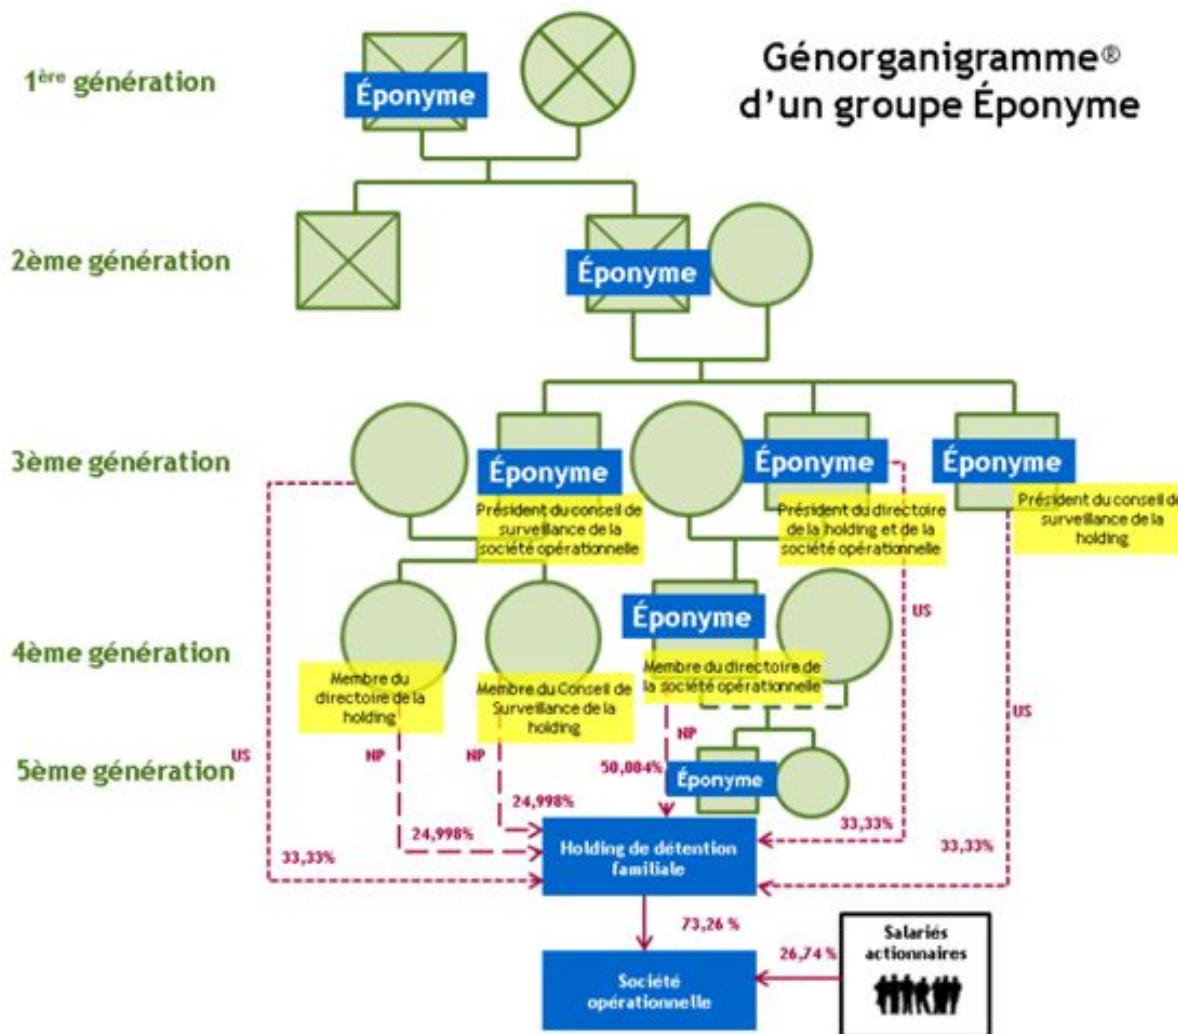 Génorganigramme®
d'un groupe Éponyme
1ère génération
Éponyme
2ème génération
Éponyme
3ème génération
Éponyme
Éponyme
Éponyme
Président du conseil de
surveillance de la
société opérationnelle
Président du directoire
de la holding et de la
société opérationnelle
Président du conseil de
surveillance de la
holding
4ème génération
Éponyme
US
Membre du
directoire de la
holding
Membre du Conseil de
Surveillance de la
holding
Membre du directoire de
la société opérationnelle
US
5ème génération
US
NP
NP
NP
50,004%
Éponyme
24,998%
24,998%
33,33%
33,33%
33,33%
Holding de détention
familiale
73,26 %
Salariés
actionnaires
26,74 %
Société
opérationnelle